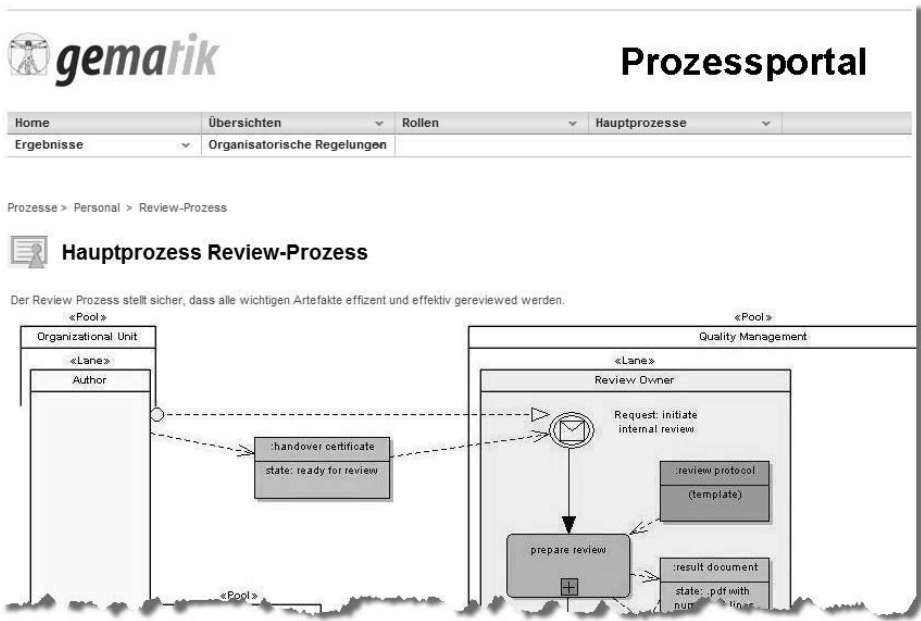 gematik
Prozessportal
Home Übersichten Rollen Hauptprozesse
Ergebnisse Organisatorische Regelungen
Prozesse > Personal > Review-Prozess
Hauptprozess Review-Prozess
Der Review Prozess stellt sicher, dass alle wichtigen Artefakte effizent und effektiv gereviewed werden.
«Pool»
Organizational Unit
«Lane»
Author
«Pool»
Quality Management
«Lane»
Review Owner
Request: initiate
internal review
:handover certificate
state: ready for review
:review protocol
(template)
prepare review
:result document
state: .pdf with
«Pool»